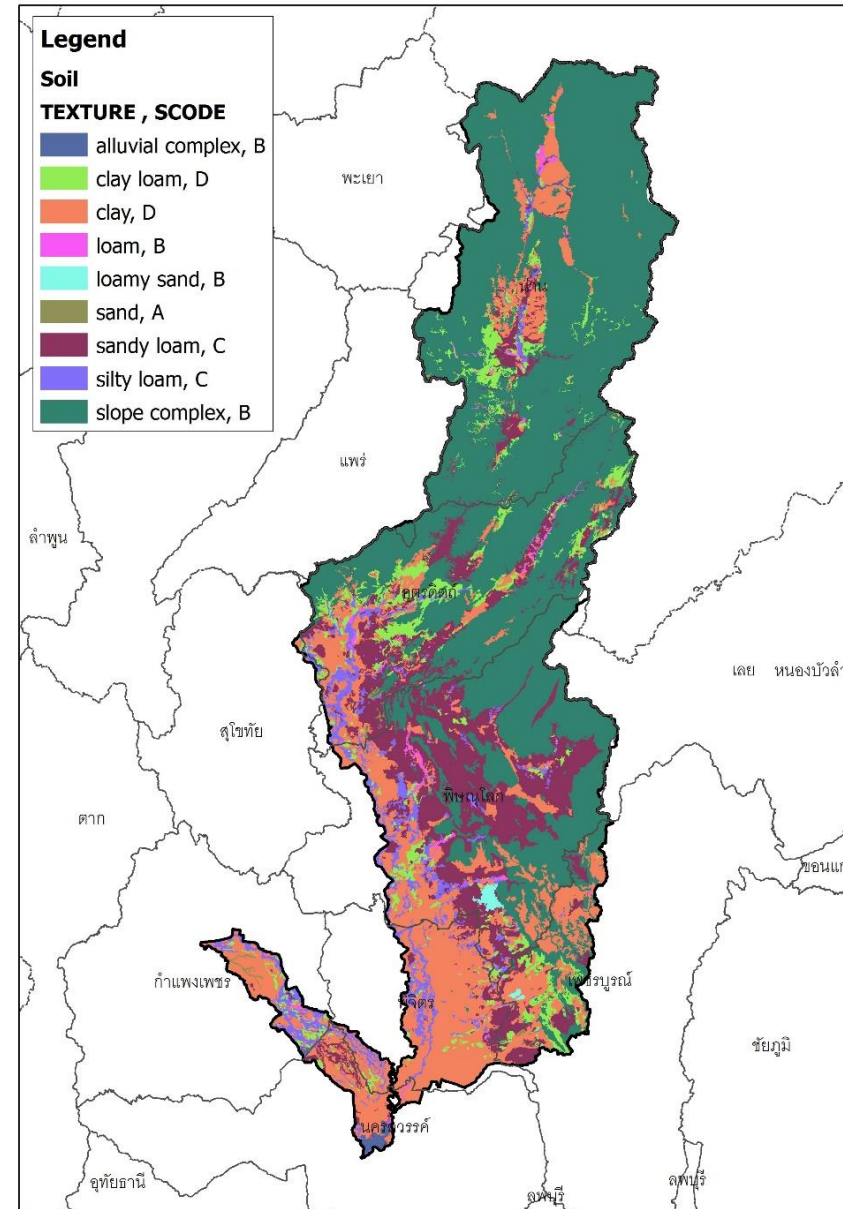 Legend
Soil
TEXTURE , SCODE
alluvial complex, B
clay loam, D
clay, D
loam, B
loamy sand, B
sand, A
sandy loam, C
silty loam, C
slope complex, B
พะเยา
น่าน
แพร่
ลำพูน
อุตรดิตถ์
เลย
หนองบัวลำ
สุโขทัย
พิษณุโลก
ตาก
ขอนแก่
กำแพงเพชร
พิจิตร
เพชรบูรณ์
ชัยภูมิ
นครสวรรค์
อุทัยธานี
ลพบุรี
ลพบุรี